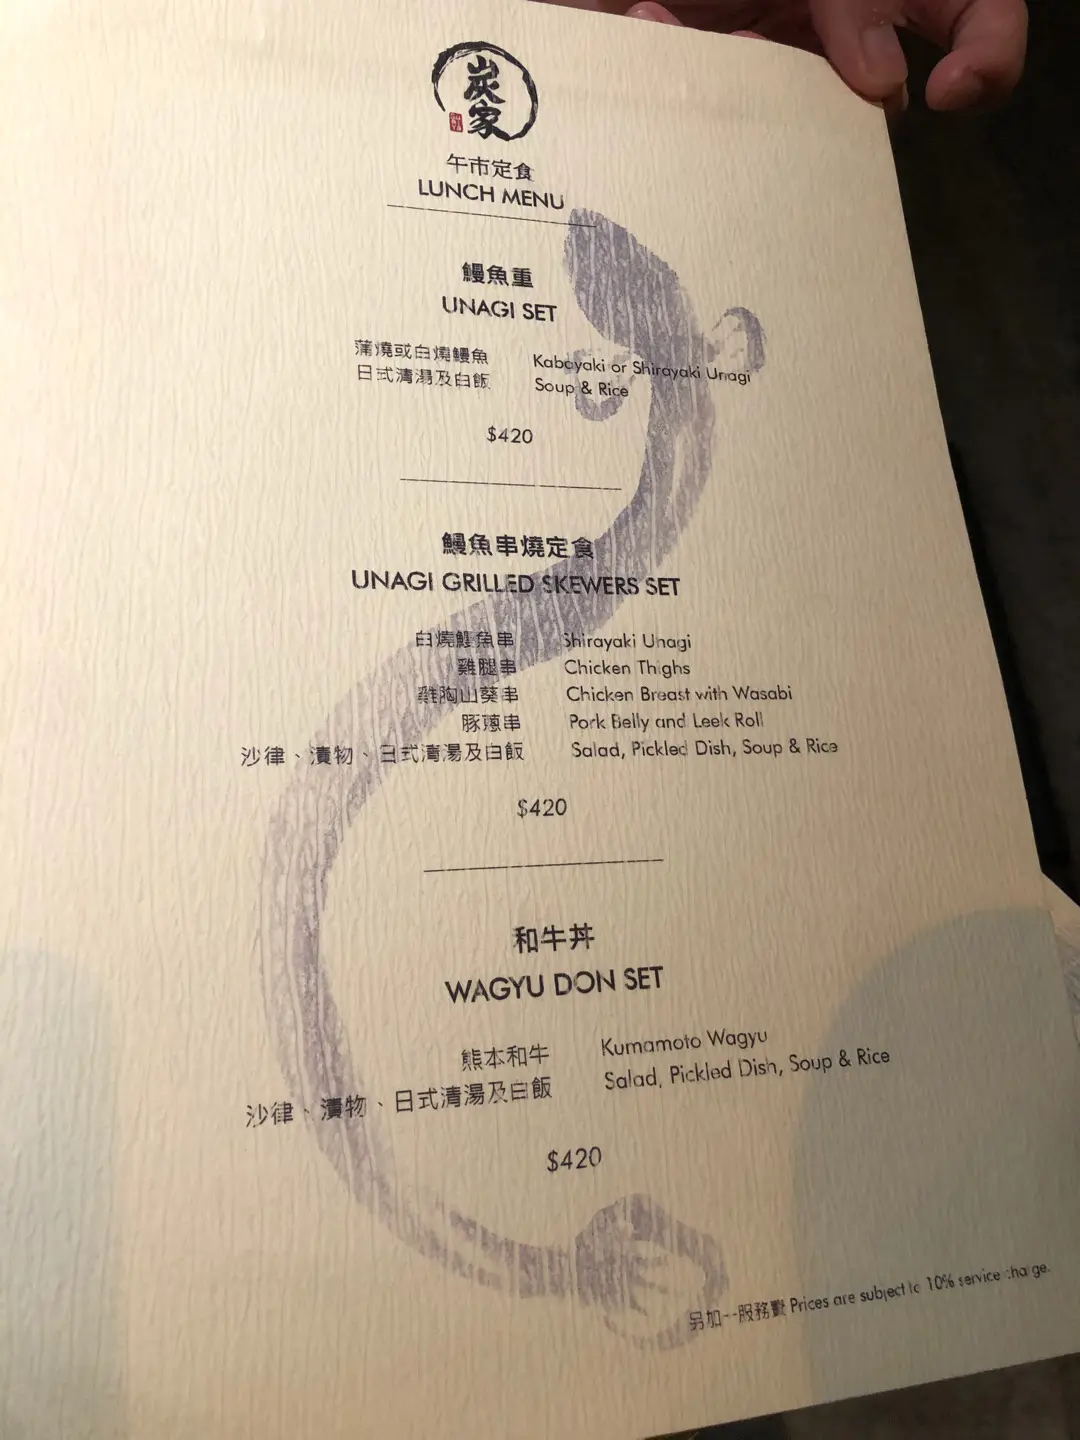 炭家
午市定食
LUNCH MENU
鰻魚重
UNAGI SET
蒲燒或白燒鰻魚 Kabayaki or Shirayaki Unagi
日式清湯及白飯 Soup & Rice
$420
鰻魚串燒定食
UNAGI GRILLED SKEWERS SET
白燒鰻魚串 Shirayaki Unagi
雞腿串 Chicken Thighs
雞胸山葵串 Chicken Breast with Wasabi
豚蔥串 Pork Belly and Leek Roll
沙律、漬物、日式清湯及白飯 Salad, Pickled Dish, Soup & Rice
$420
和牛丼
WAGYU DON SET
熊本和牛 Kumamoto Wagyu
沙律、漬物、日式清湯及白飯 Salad, Pickled Dish, Soup & Rice
$420
另加一服務費 Prices are subject to 10% service charge.